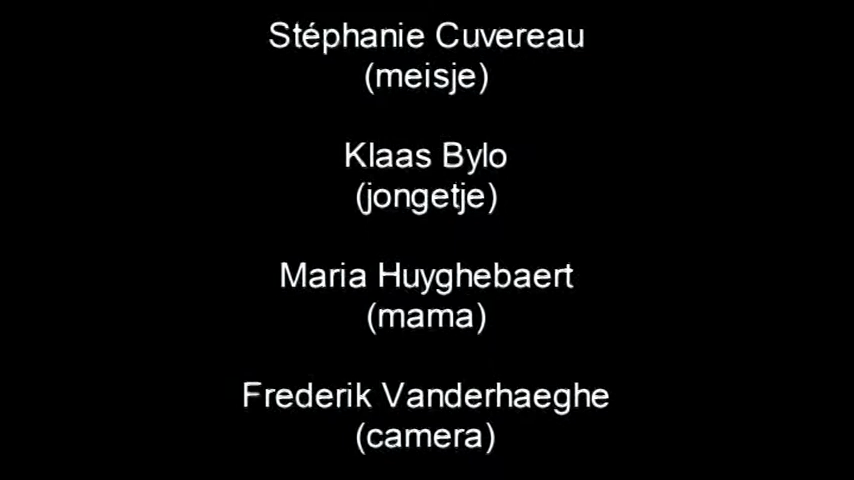 Stéphanie Cuvereau
(meisje)
Klaas Bylo
(jongetje)
Maria Huyghebaert
(mama)
Frederik Vanderhaeghe
(camera)